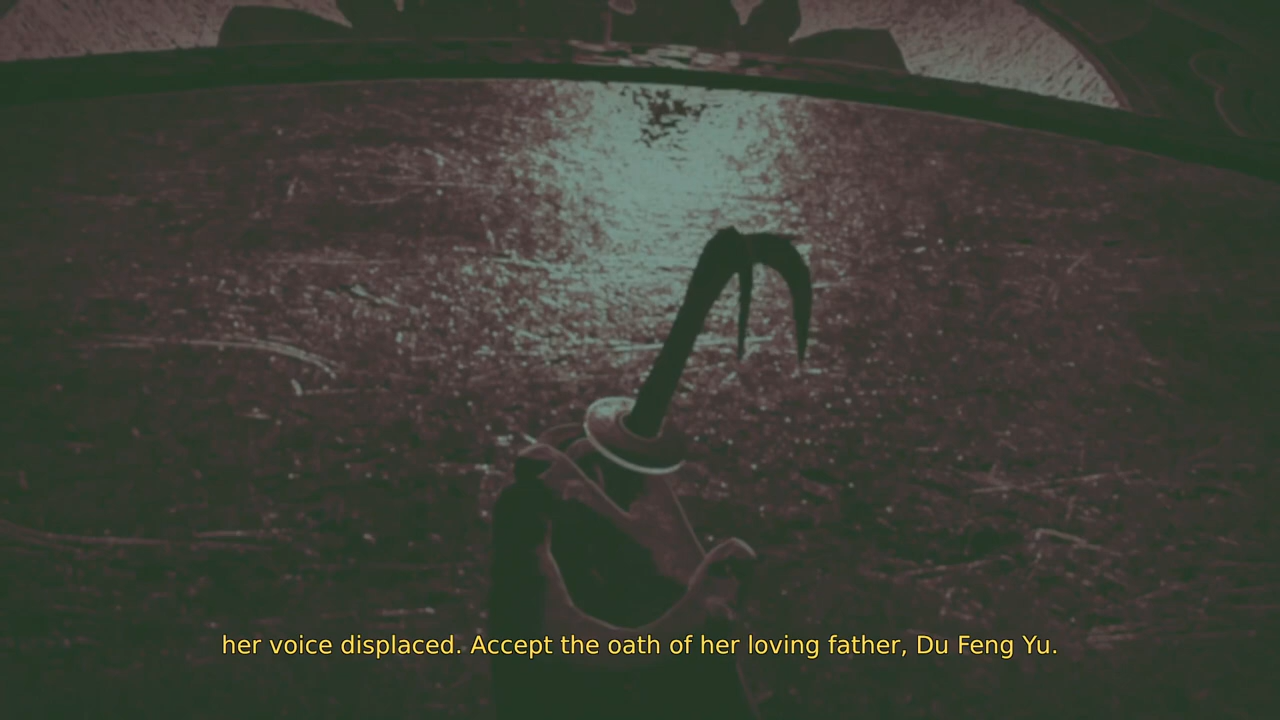 her voice displaced. Accept the oath of her loving father, Du Feng Yu.